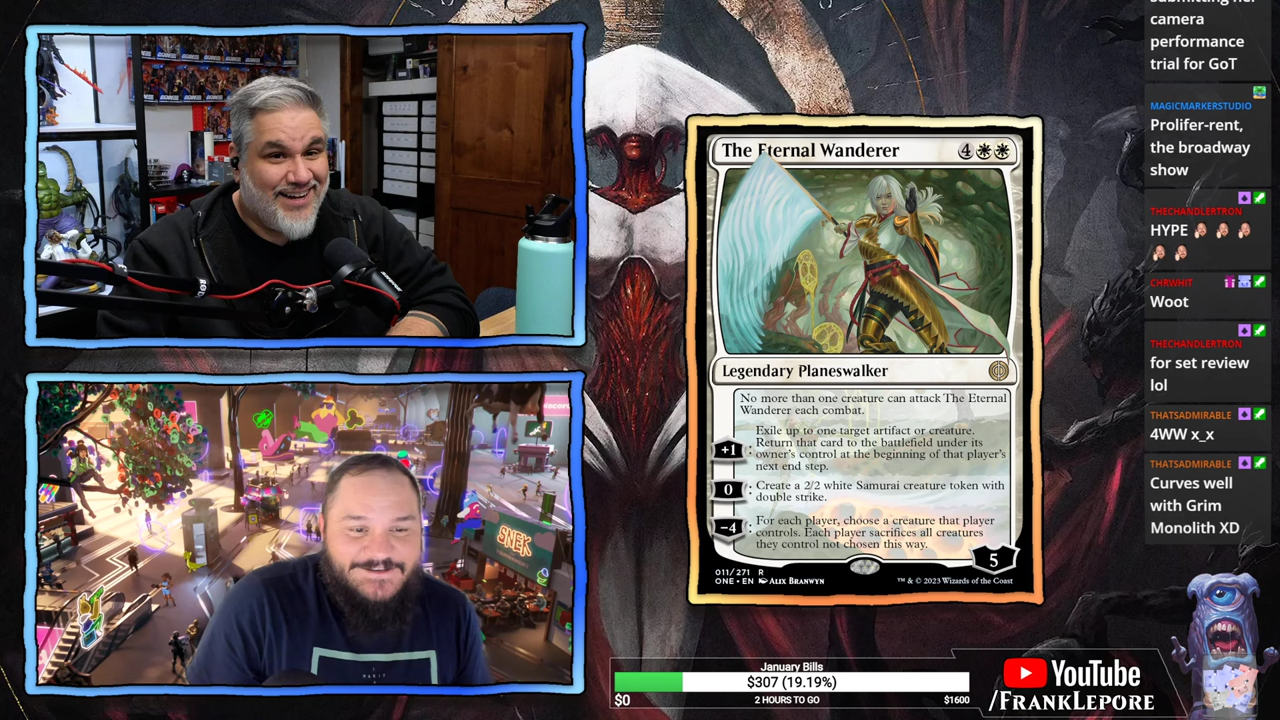 The Eternal Wanderer 4
Legendary Planeswalker
No more than one creature can attack The Eternal
Wanderer each combat.
Exile up to one target artifact or creature.
Return that card to the battlefield under its
+1 : owner's control at the beginning of that player's
next end step.
0 : Create a 2/2 white Samurai creature token with
double strike.
For each player, choose a creature that player
−4 : controls. Each player sacrifices all creatures
they control not chosen this way.
5
011/271 R
ONE • EN ALIX BRANWYN
™ & © 2023 Wizards of the Coast
submitting her
camera
performance
trial for GoT
MAGICMARKERSTUDIO
Prolifer-rent,
the broadway
show
THECHANDLERTRON
HYPE
CHRWHIT
Woot
THECHANDLERTRON
for set review
lol
THATSADMIRABLE
4WW x_x
THATSADMIRABLE
Curves well
with Grim
Monolith XD
SNEK
January Bills
$307 (19.19%)
$0 2 HOURS TO GO $1600
YouTube
/FRANKLEPORE